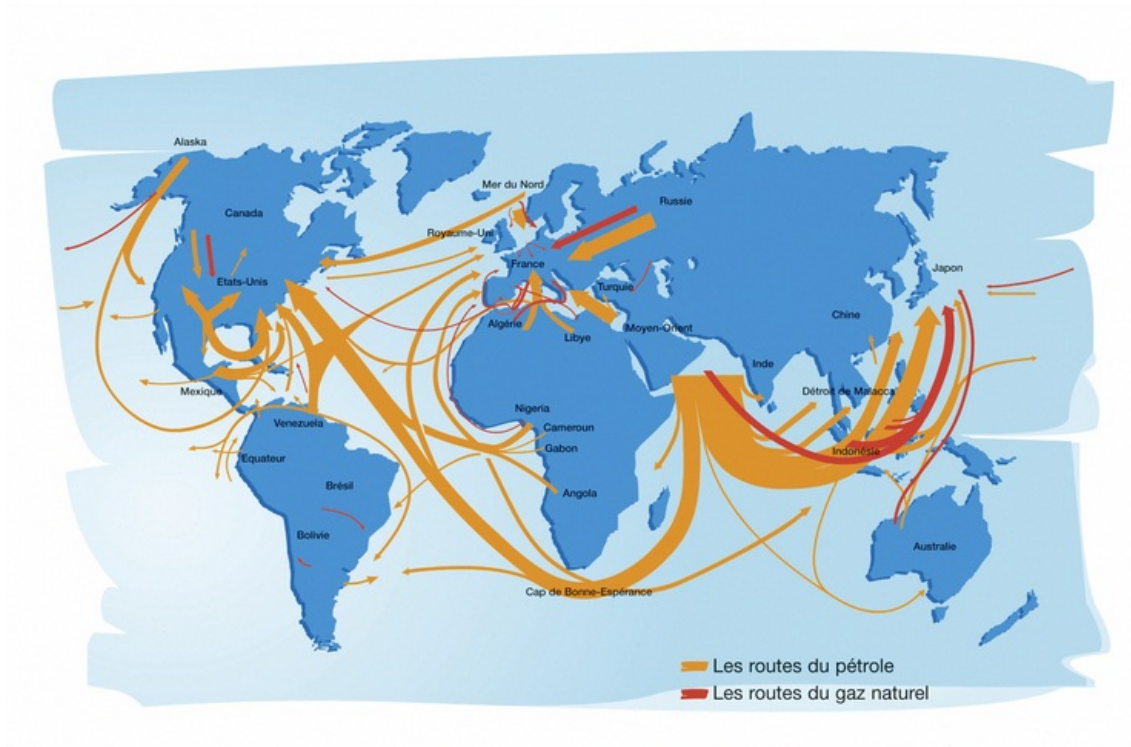 Alaska
Mer du Nord
Russie
Canada
Royaume-Uni
France
Japon
Etats-Unis
Turquie
Chine
Algérie
Moyen-Orient
Libye
Inde
Mexique
Détroit de Malacca
Nigeria
Venezuela
Cameroun
Gabon
Indonésie
Equateur
Brésil
Angola
Bolivie
Australie
Cap de Bonne-Espérance
Les routes du pétrole
Les routes du gaz naturel